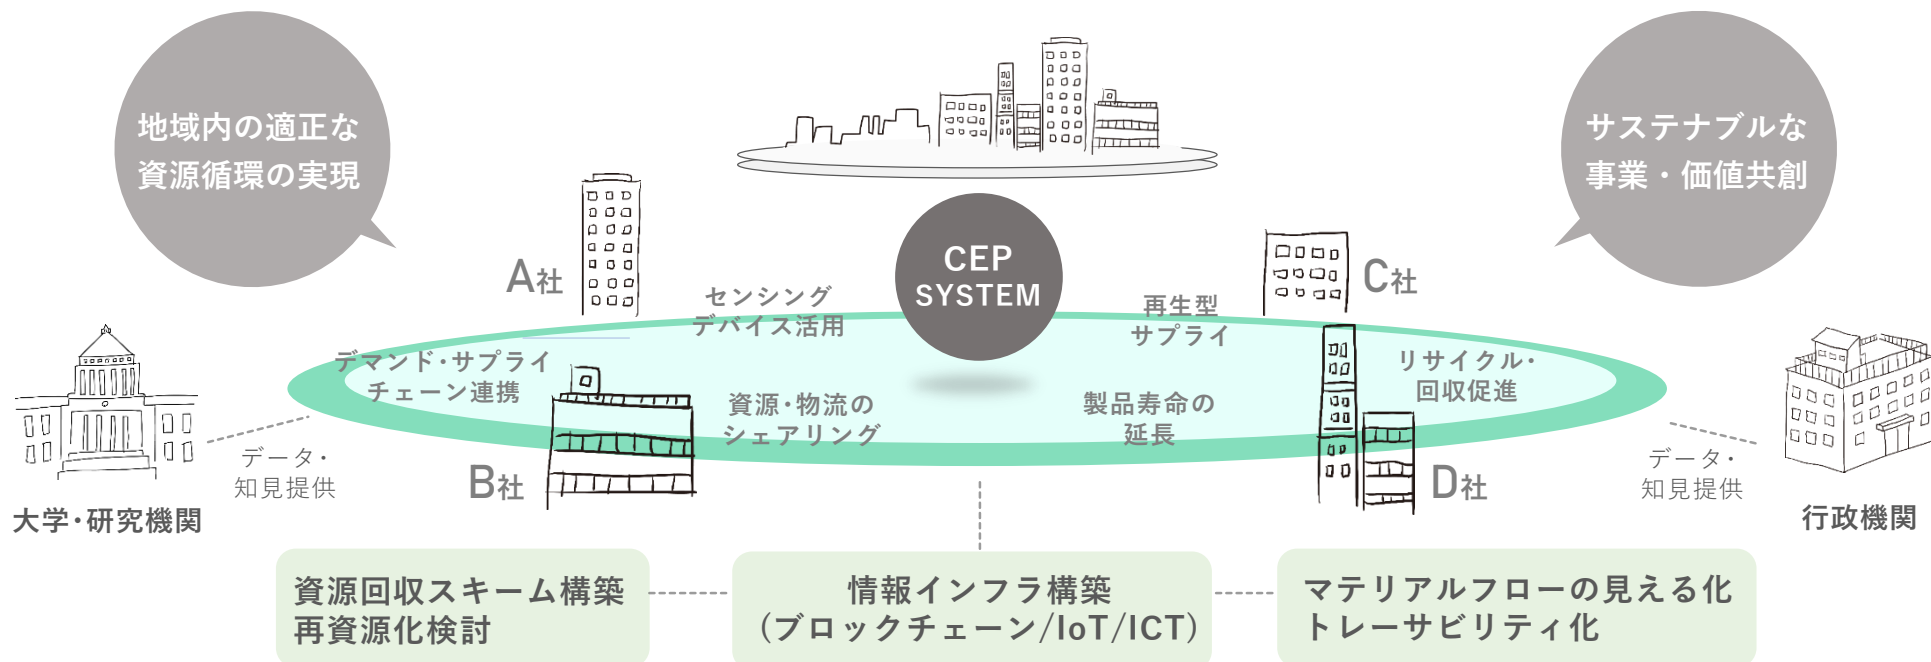 地域内の適正な
資源循環の実現
サステナブルな
事業・価値共創
CEP
SYSTEM
A社
C社
センシング
デバイス活用
再生型
サプライ
デマンド・サプライ
チェーン連携
リサイクル・
回収促進
資源・物流の
シェアリング
製品寿命の
延長
B社
D社
データ・
知見提供
データ・
知見提供
大学・研究機関
行政機関
資源回収スキーム構築
再資源化検討
情報インフラ構築
(ブロックチェーン/IoT/ICT)
マテリアルフローの見える化
トレーサビリティ化